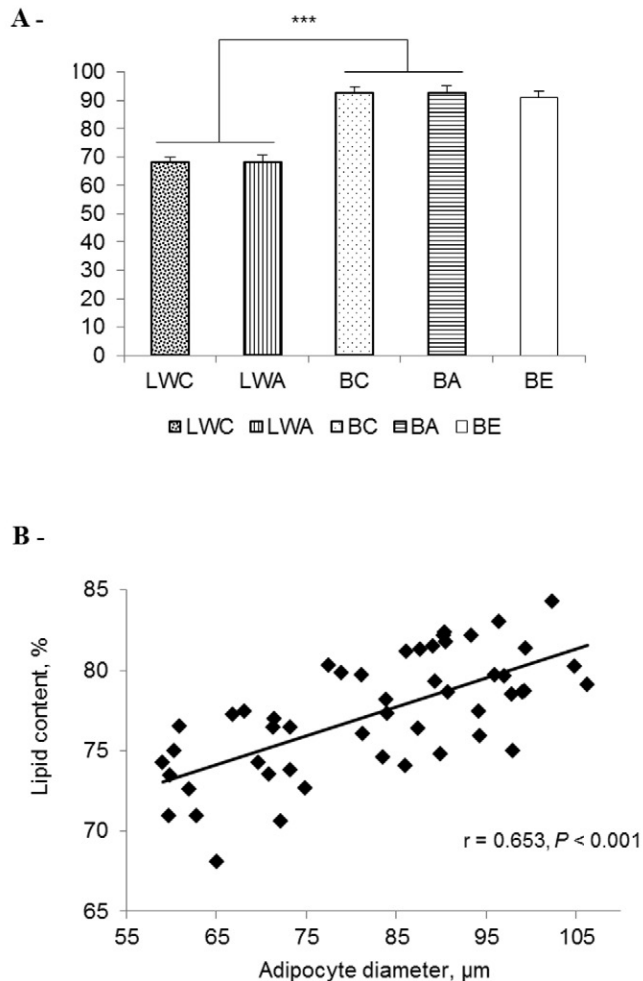 A -
***
100
90
80
70
60
50
40
30
20
10
0
LWC LWA BC BA BE
LWC LWA BC BA BE
B -
85
80
75
70
65
Lipid content, %
r = 0.653, P < 0.001
55 65 75 85 95 105
Adipocyte diameter, µm